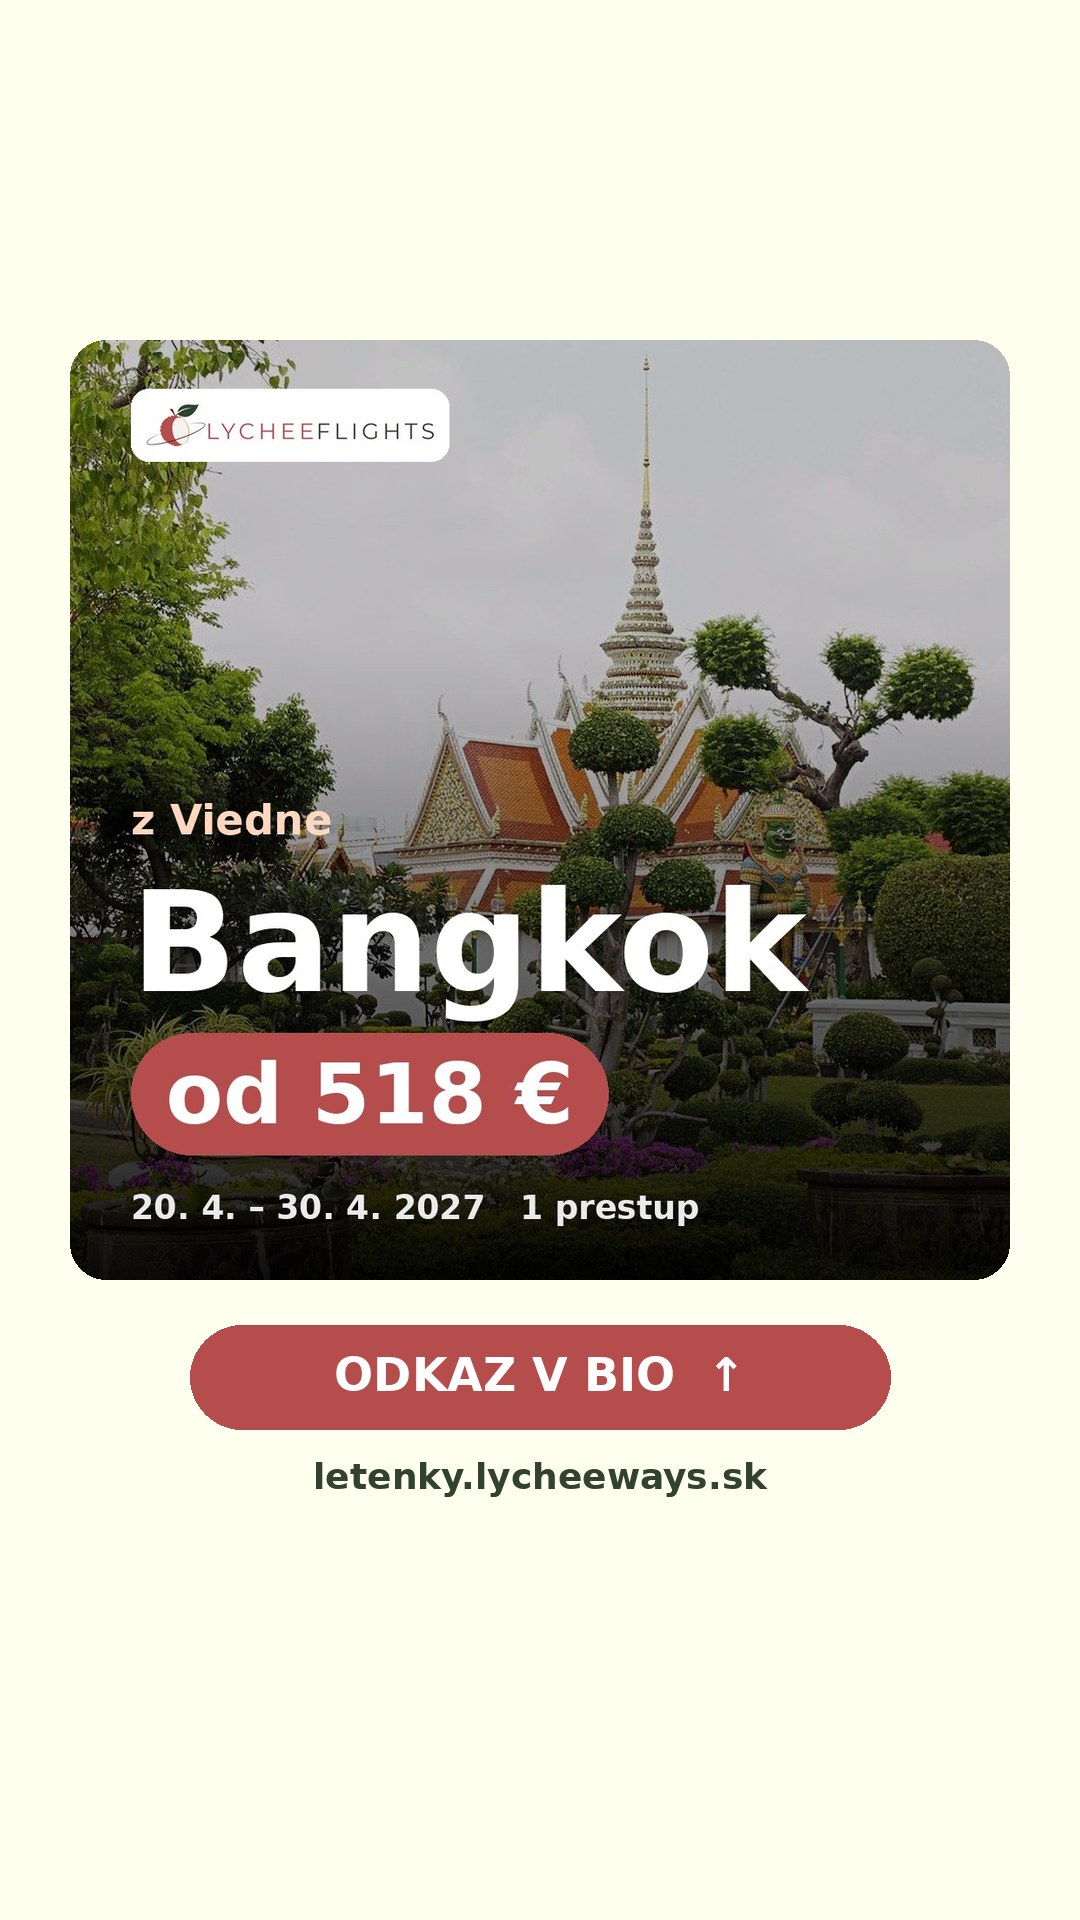 LYCHEEFLIGHTS
z Viedne
Bangkok
od 518 €
20. 4. – 30. 4. 2027 1 prestup
ODKAZ V BIO ↑
letenky.lycheeways.sk